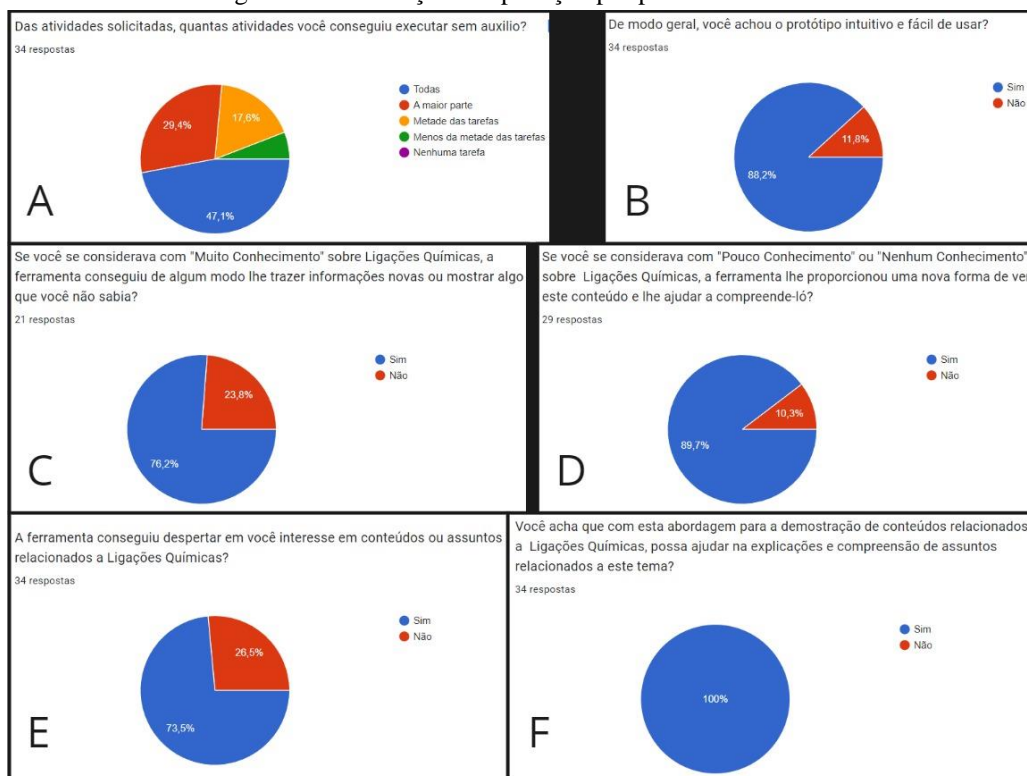 Das atividades solicitadas, quantas atividades você conseguiu executar sem auxilio?
34 respostas
Todas
A maior parte
Metade das tarefas
Menos da metade das tarefas
Nenhuma tarefa
29,4%
17,6%
47,1%
A
De modo geral, você achou o protótipo intuitivo e fácil de usar?
34 respostas
Sim
Não
11,8%
88,2%
B
Se você se considerava com "Muito Conhecimento" sobre Ligações Químicas, a
ferramenta conseguiu de algum modo lhe trazer informações novas ou mostrar algo
que você não sabia?
21 respostas
Sim
Não
23,8%
76,2%
C
Se você se considerava com "Pouco Conhecimento" ou "Nenhum Conhecimento"
sobre Ligações Químicas, a ferramenta lhe proporcionou uma nova forma de ver
este conteúdo e lhe ajudar a compreende-ló?
29 respostas
Sim
Não
10,3%
89,7%
D
A ferramenta conseguiu despertar em você interesse em conteúdos ou assuntos
relacionados a Ligações Químicas?
34 respostas
Sim
Não
26,5%
73,5%
E
Você acha que com esta abordagem para a demostração de conteúdos relacionados
a Ligações Químicas, possa ajudar na explicações e compreensão de assuntos
relacionados a este tema?
34 respostas
Sim
Não
100%
F